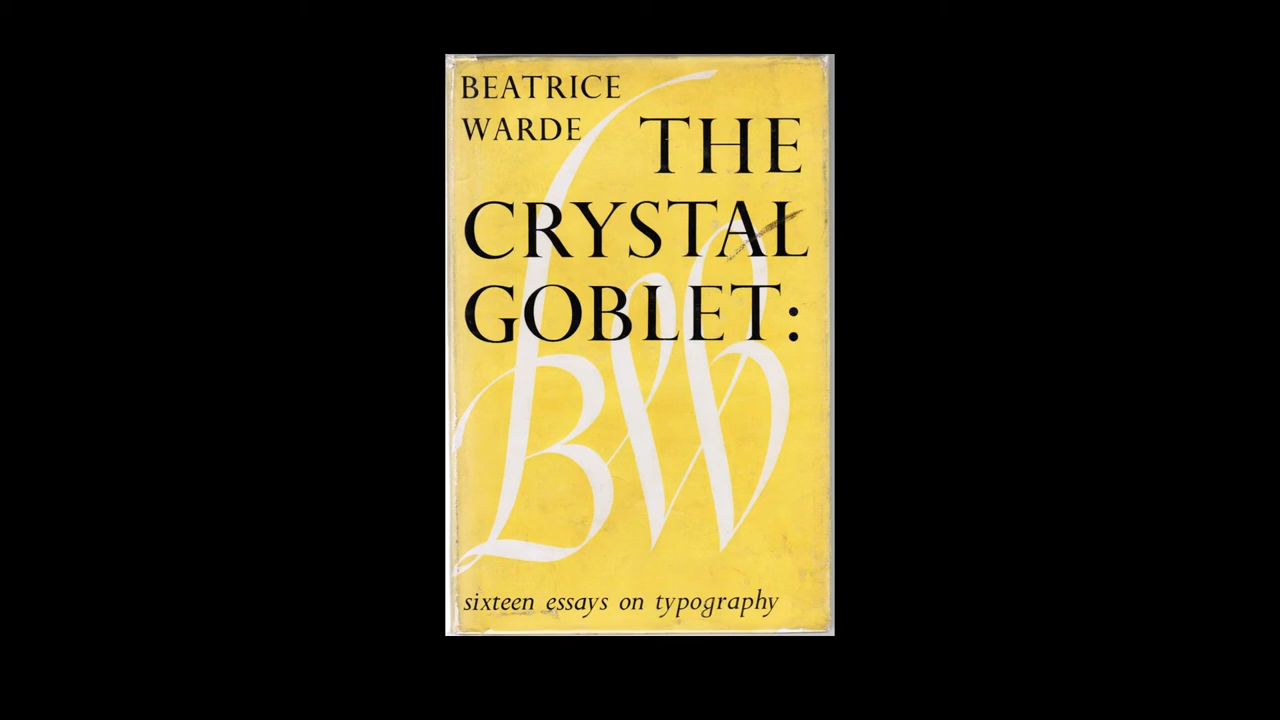 BEATRICE
WARDE
THE
CRYSTAL
GOBLET:
BW
sixteen essays on typography